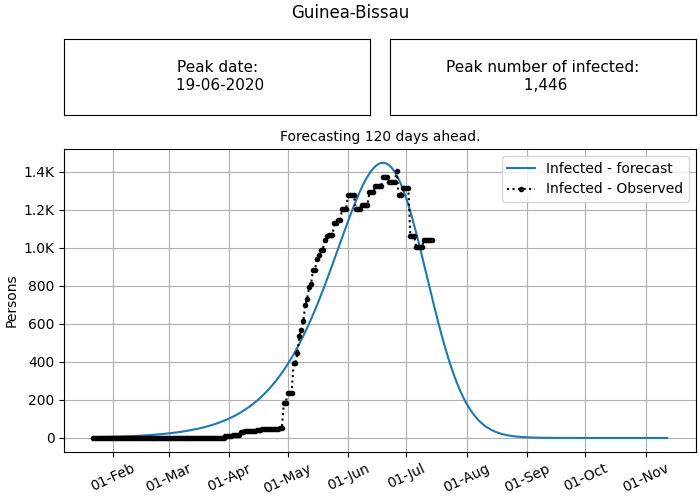 Guinea-Bissau
Peak date:
19-06-2020
Peak number of infected:
1,446
Forecasting 120 days ahead.
Infected - forecast
Infected - Observed
Persons
1.4K
1.2K
1.0K
800
600
400
200
0
01-Feb
01-Mar
01-Apr
01-May
01-Jun
01-Jul
01-Aug
01-Sep
01-Oct
01-Nov